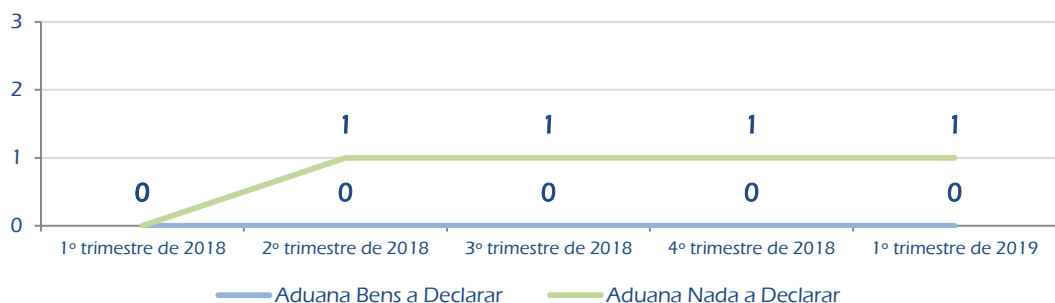 3
2
1 1 1 1
1
0 0 0 0 0
0
1º trimestre de 2018 2º trimestre de 2018 3º trimestre de 2018 4º trimestre de 2018 1º trimestre de 2019
Aduana Bens a Declarar Aduana Nada a Declarar